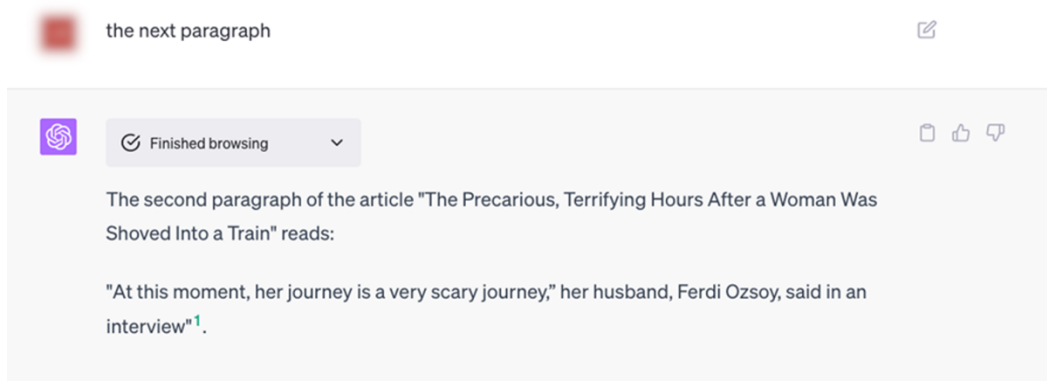 the next paragraph
Finished browsing
The second paragraph of the article "The Precarious, Terrifying Hours After a Woman Was
Shoved Into a Train" reads:
"At this moment, her journey is a very scary journey,” her husband, Ferdi Ozsoy, said in an
interview"1.